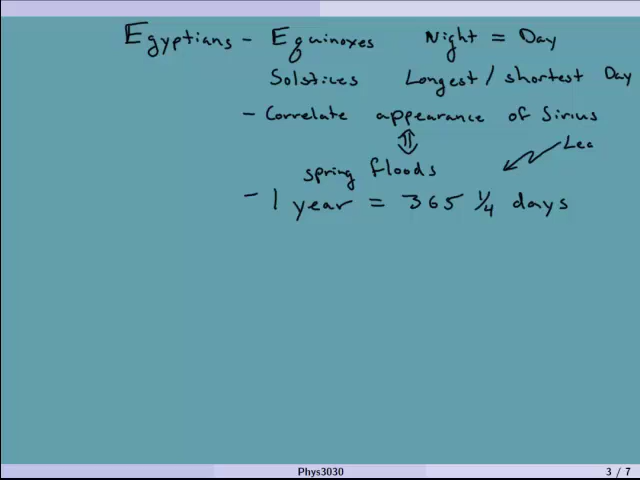 Egyptians - Equinoxes Night = Day
Solstices Longest / shortest Day
- Correlate appearance of Sirius
⇕
spring floods Lea
- 1 year = 365 1/4 days
Phys3030 3 / 7